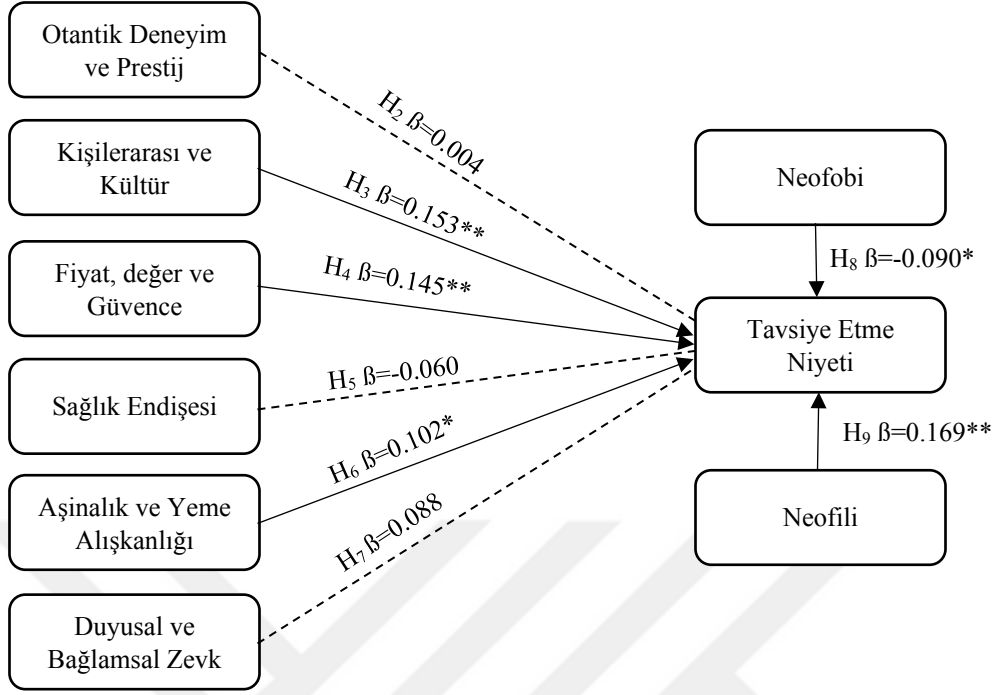 Otantik Deneyim
ve Prestij
Kişilerarası ve
Kültür
Fiyat, değer ve
Güvence
Sağlık Endişesi
Aşinalık ve Yeme
Alışkanlığı
Duyusal ve
Bağlamsal Zevk
H₂ ß=0.004
H₃ ß=0.153**
H₄ ß=0.145**
H₅ ß=-0.060
H₆ ß=0.102*
H₇ ß=0.088
Neofobi
H₈ ß=-0.090*
Tavsiye Etme
Niyeti
H₉ ß=0.169**
Neofili